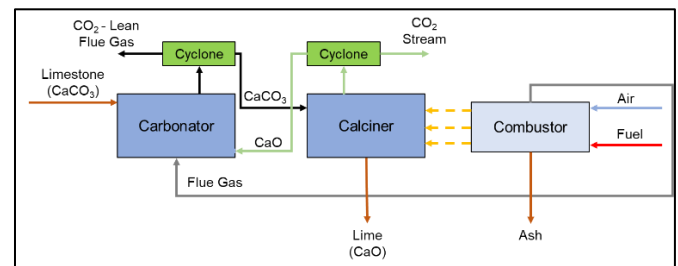 CO₂ - Lean
Flue Gas
Cyclone
Cyclone
CO₂
Stream
Limestone
(CaCO₃)
CaCO₃
Carbonator
Calciner
Combustor
Air
Fuel
CaO
Flue Gas
Lime
(CaO)
Ash